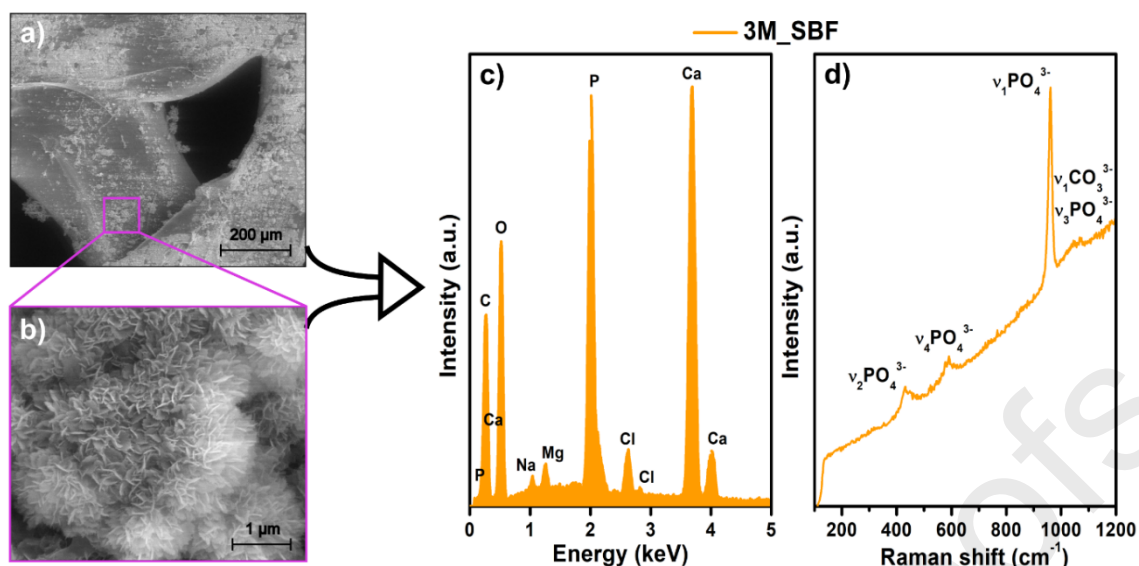 a)
200 µm
b)
1 µm
3M_SBF
c)
Intensity (a.u.)
P
Ca
O
C
Ca
P
Na
Mg
Cl
Cl
Ca
0 1 2 3 4 5
Energy (keV)
d)
Intensity (a.u.)
ν₁PO₄³⁻
ν₁CO₃³⁻
ν₃PO₄³⁻
ν₄PO₄³⁻
ν₂PO₄³⁻
200 400 600 800 1000 1200
Raman shift (cm⁻¹)
ofs